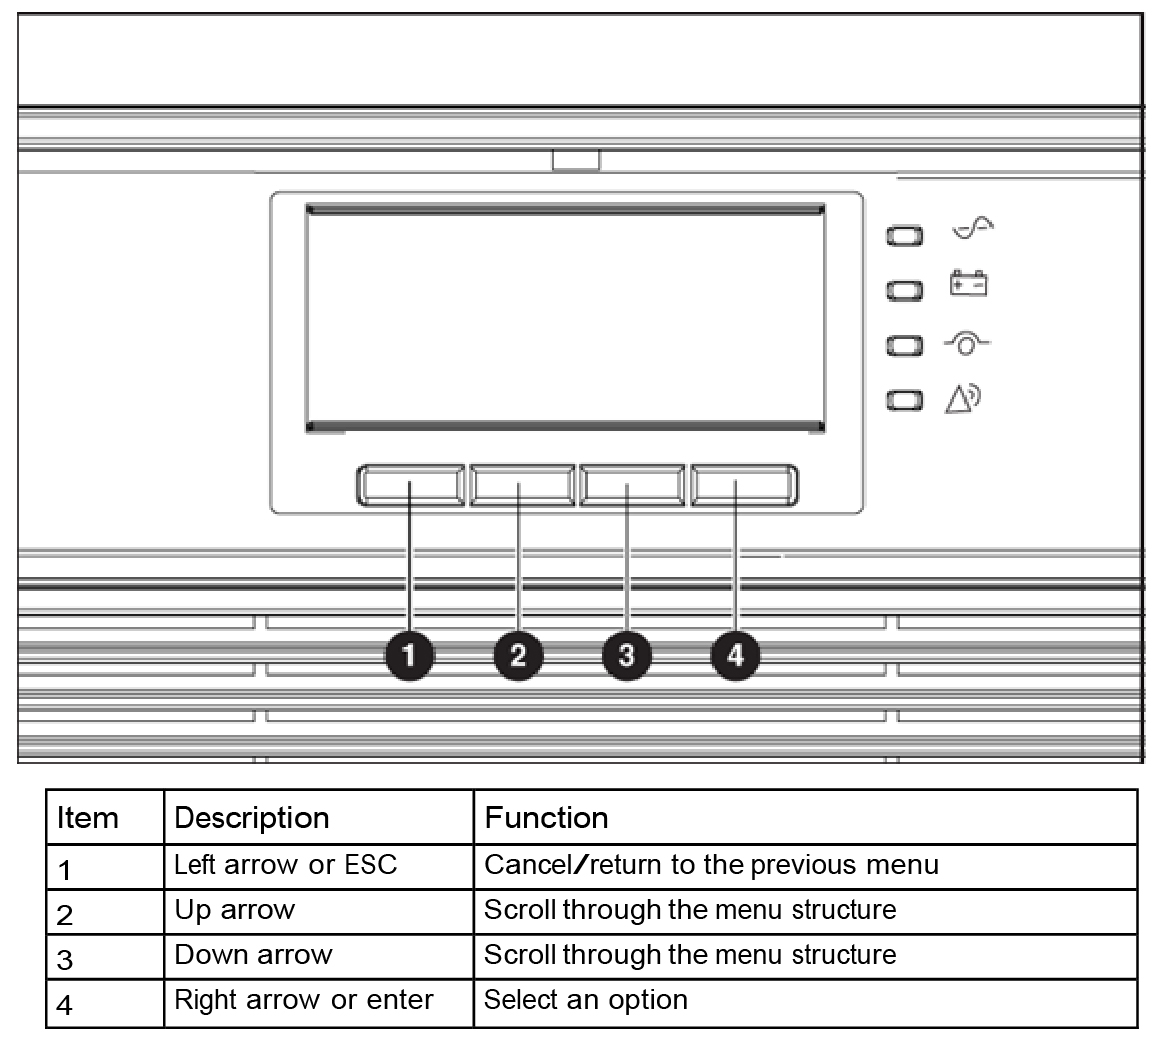 1 2 3 4
Item Description Function
1 Left arrow or ESC Cancel/return to the previous menu
2 Up arrow Scroll through the menu structure
3 Down arrow Scroll through the menu structure
4 Right arrow or enter Select an option